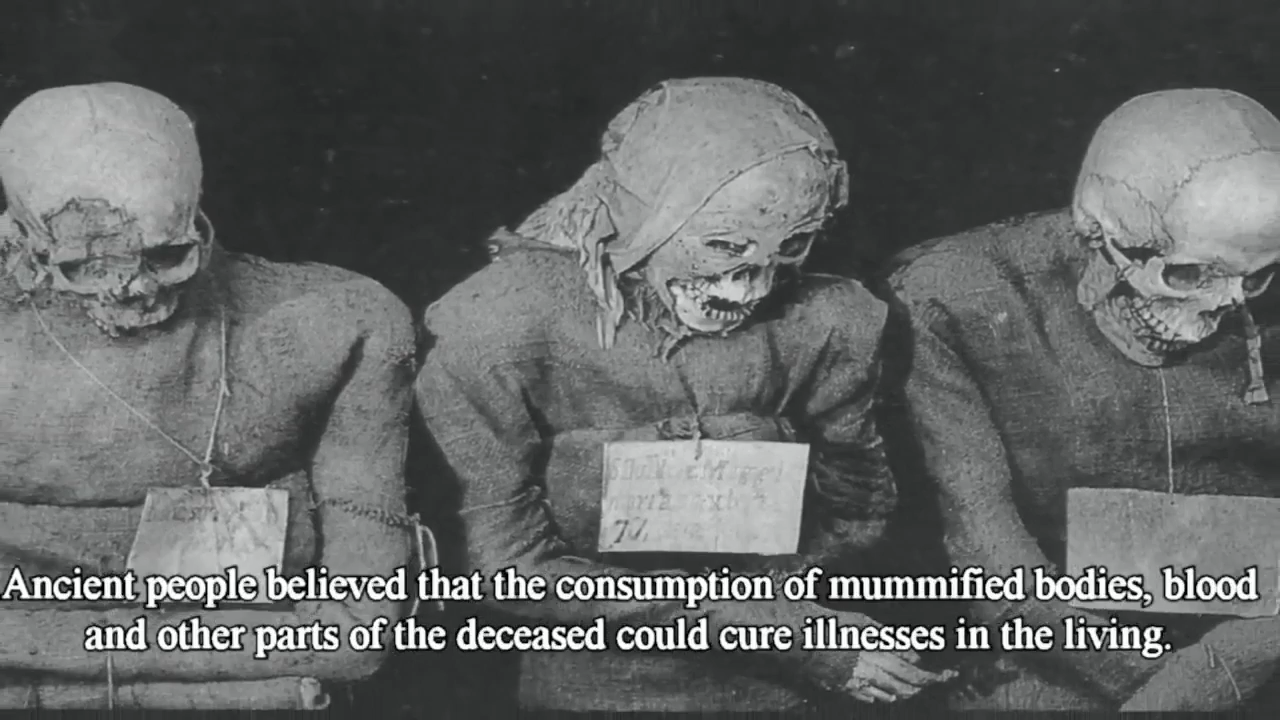 Ancient people believed that the consumption of mummified bodies, blood
and other parts of the deceased could cure illnesses in the living.